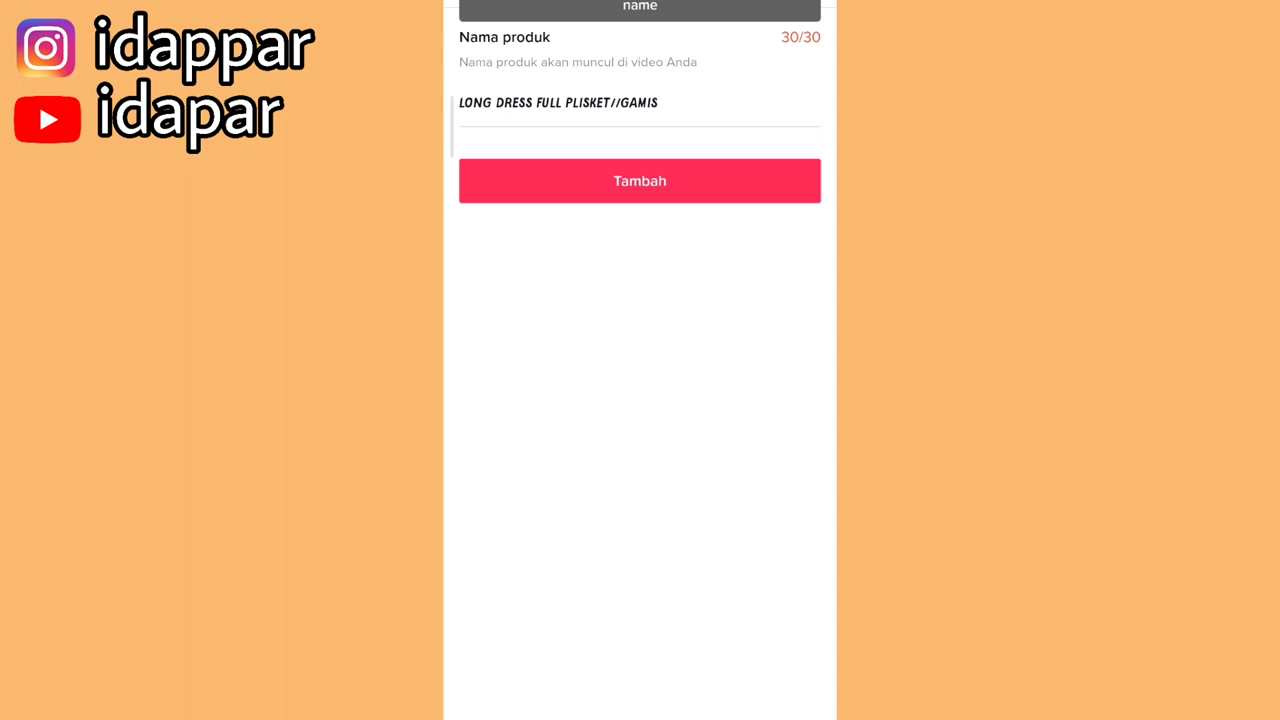 idappar
idapar
name
Nama produk 30/30
Nama produk akan muncul di video Anda
LONG DRESS FULL PLISKET//GAMIS
Tambah